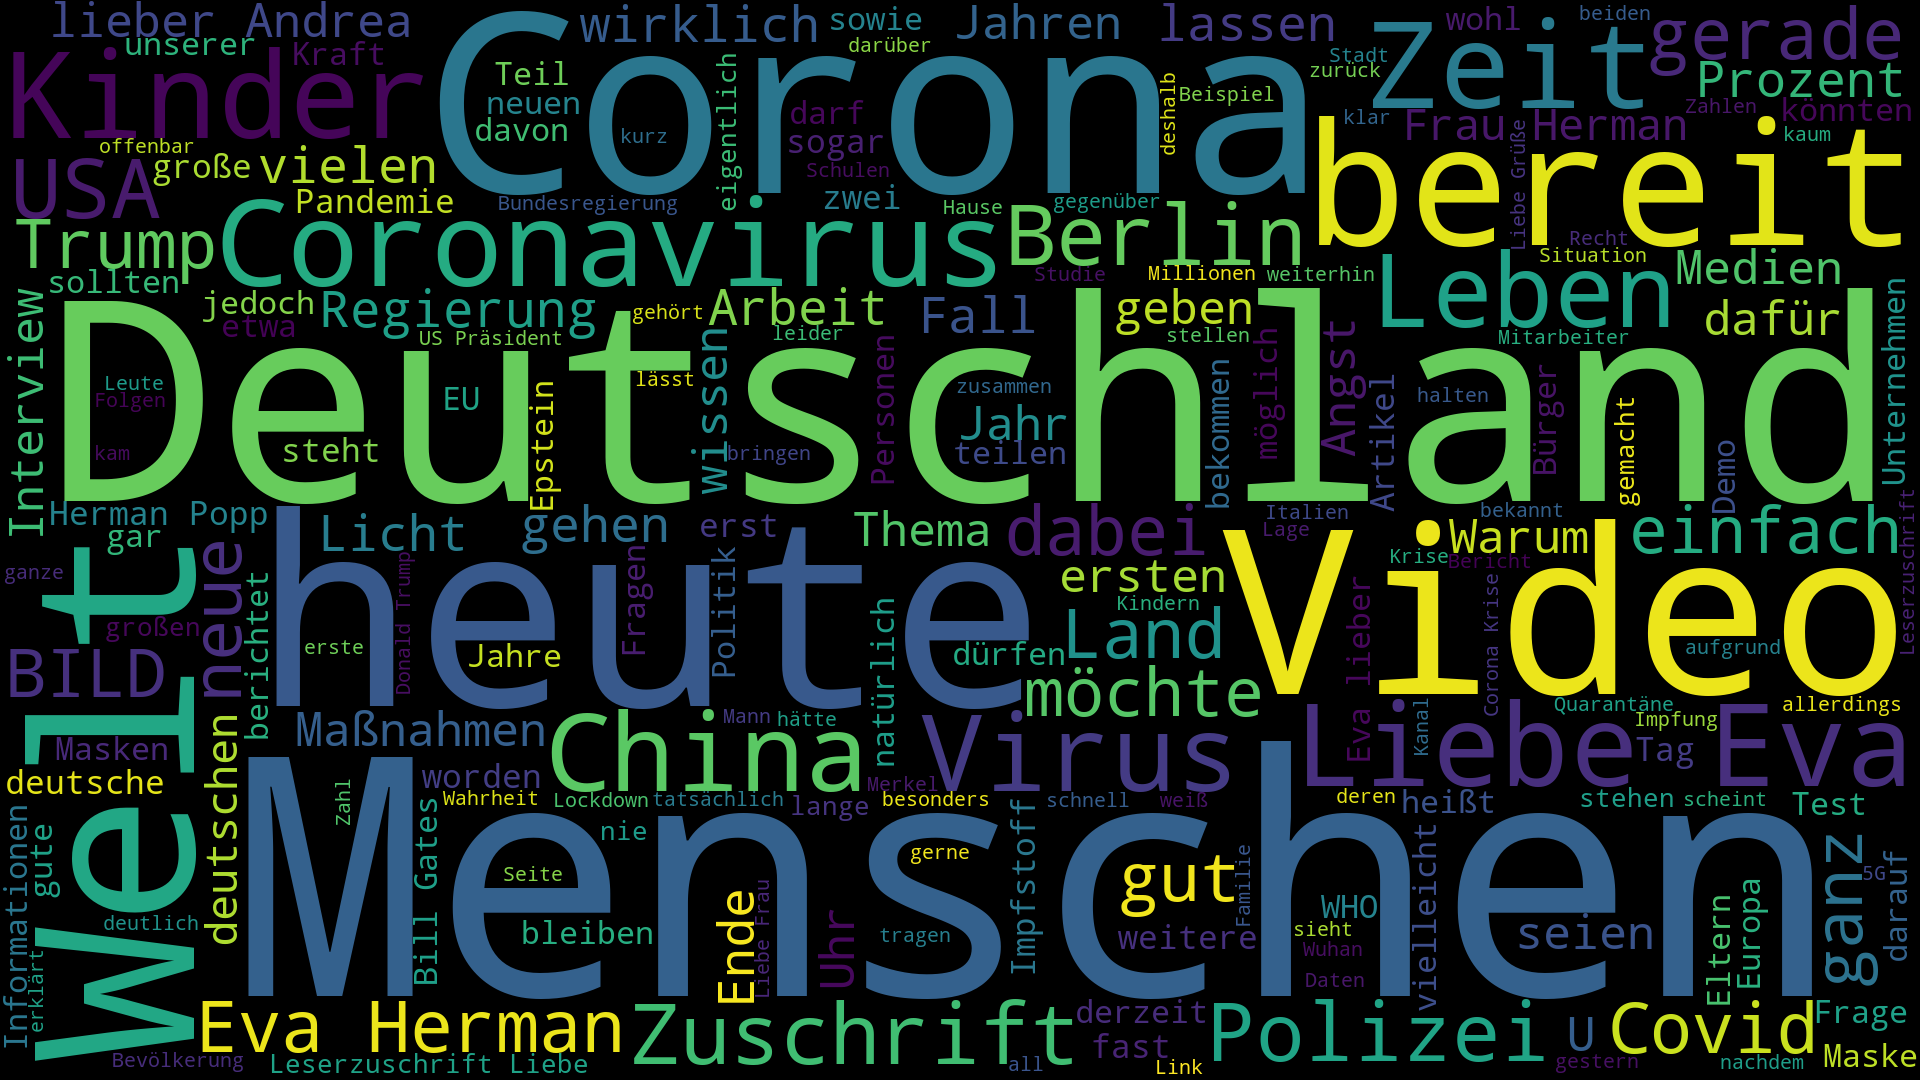 lieber Andrea
wirklich
sowie
Jahren
lassen
wohl
beiden
gerade
unserer
Kraft
Kinder
Corona
Teil
neuen
davon
kurz
eigentlich
darüber
darf
sogar
Schulen
deshalb
Beispiel
Stadt
zurück
Zeit
klar
Prozent
Zahlen
könnten
kaum
Frau Herman
offenbar
große
vielen
USA
Pandemie
Bundesregierung
zwei
Hause
gegenüber
Liebe Grüße
bereit
Recht
Situation
Trump
Coronavirus
Berlin
Studie
Millionen
weiterhin
Leben
Medien
sollten
jedoch
etwa
Regierung
US Präsident
gehört
Arbeit
leider
Fall
geben
stellen
dafür
Mitarbeiter
Unternehmen
Interview
Deutschland
Leute
Folgen
kam
steht
EU
Epstein
lässt
wissen
bringen
Personen
zusammen
Jahr
teilen
bekommen
möglich
Angst
Artikel
halten
Bürger
gemacht
Demo
Herman Popp
gar
ganze
Licht
gehen
erst
Thema
dabei
Italien
Lage
bekannt
Warum
einfach
Krise
Bericht
Leserzuschrift
Welt
neue
berichtet
großen
heute
erste
Donald Trump
Jahre
Fragen
Politik
natürlich
dürfen
ersten
Kindern
Land
möchte
Video
Eva lieber
Corona Krise
aufgrund
BILD
Masken
deutsche
deutschen
Maßnahmen
China
Mann
hätte
Virus
Merkel
Liebe Eva
Kanal
Quarantäne
Impfung
allerdings
Tag
worden
Zahl
Bill Gates
Wahrheit
Lockdown
tatsächlich
lange
besonders
schnell
weiß
deren
heißt
stehen
scheint
Test
Informationen
gute
Menschen
nie
Seite
gerne
Impfstoff
gut
Familie
WHO
vielleicht
5G
ganz
darauf
deutlich
bleiben
Ende
Liebe Frau
Uhr
tragen
weitere
sieht
Wuhan
Daten
seien
Eltern
Europa
erklärt
Eva Herman
Zuschrift
derzeit
fast
Polizei
U
Covid
Frage
Bevölkerung
Leserzuschrift Liebe
all
Link
gestern
nachdem
Maske